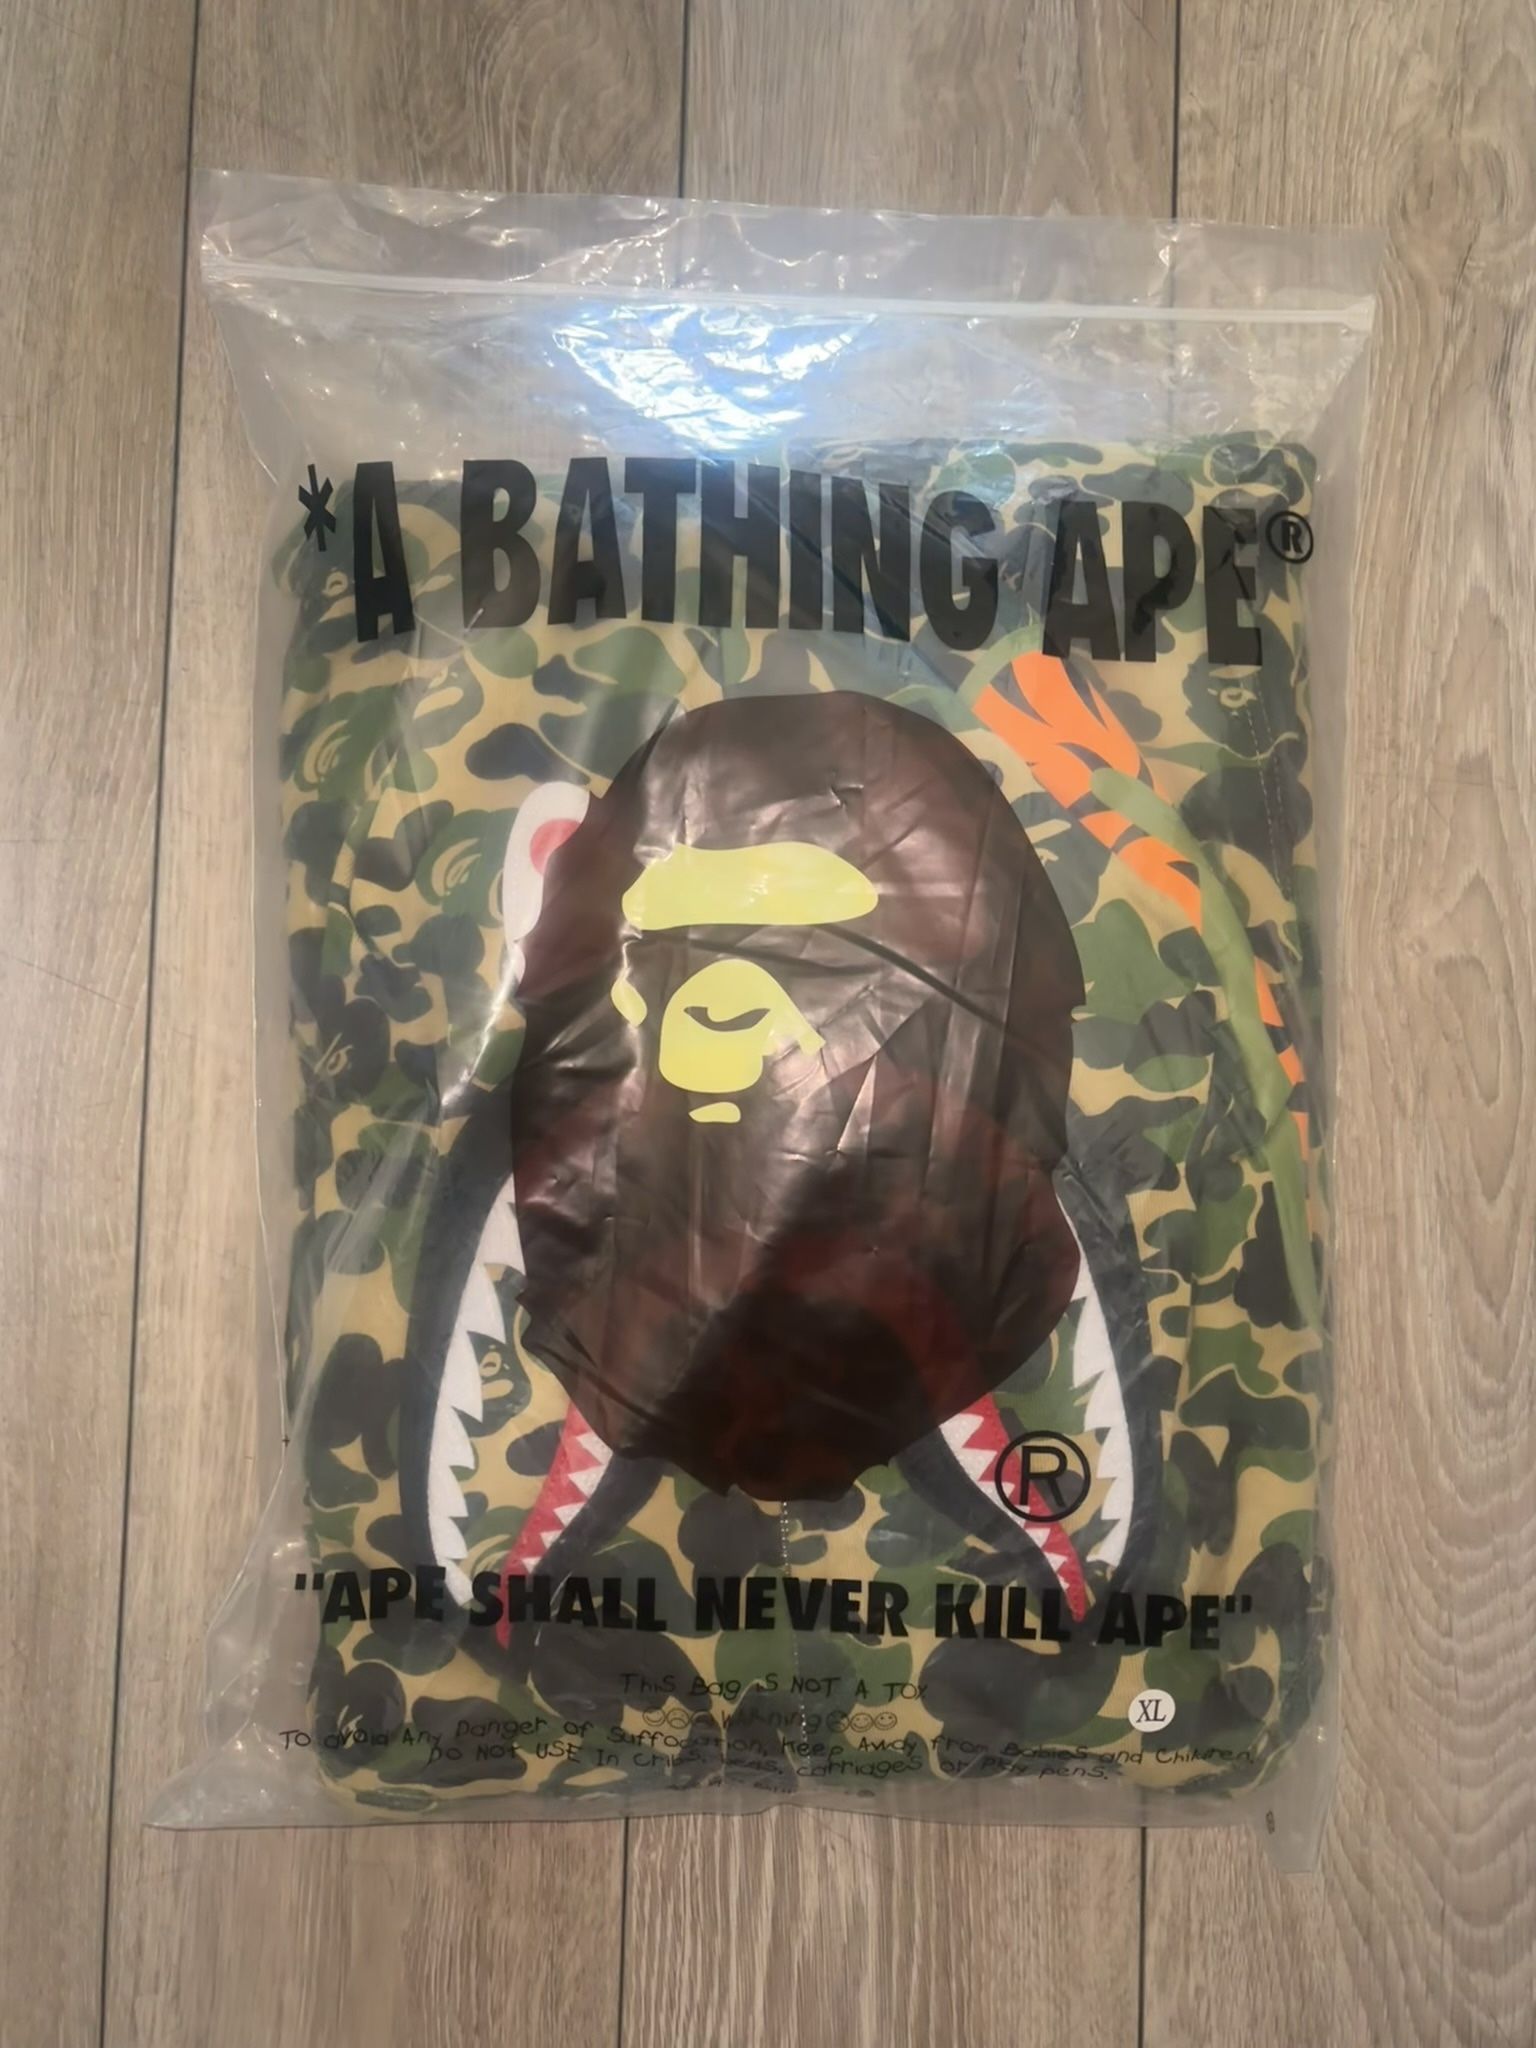 *A BATHING APE®
®
"APE SHALL NEVER KILL APE"
XL
This Bag iS NOT A TOY
Warning
TO avoid Any Danger of Suffocation, Keep Away from Babies and Children.
DO NOT USE In Cribs, carriages or Play pens.